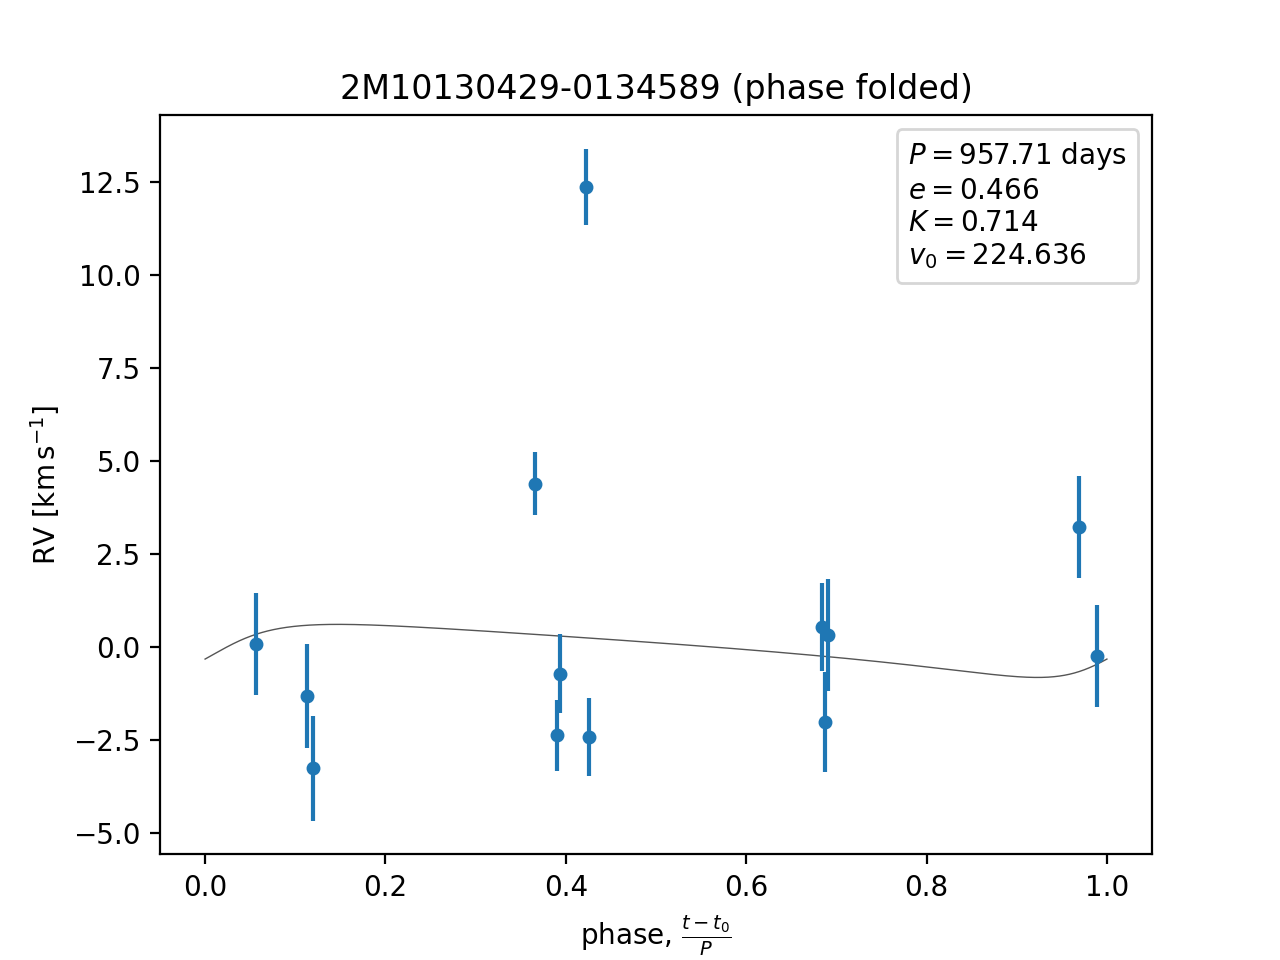 2M10130429-0134589 (phase folded)
P = 957.71 days
e = 0.466
K = 0.714
v₀ = 224.636
12.5
10.0
7.5
5.0
2.5
0.0
−2.5
−5.0
RV [km s⁻¹]
0.0 0.2 0.4 0.6 0.8 1.0
phase, (t − t₀)/P